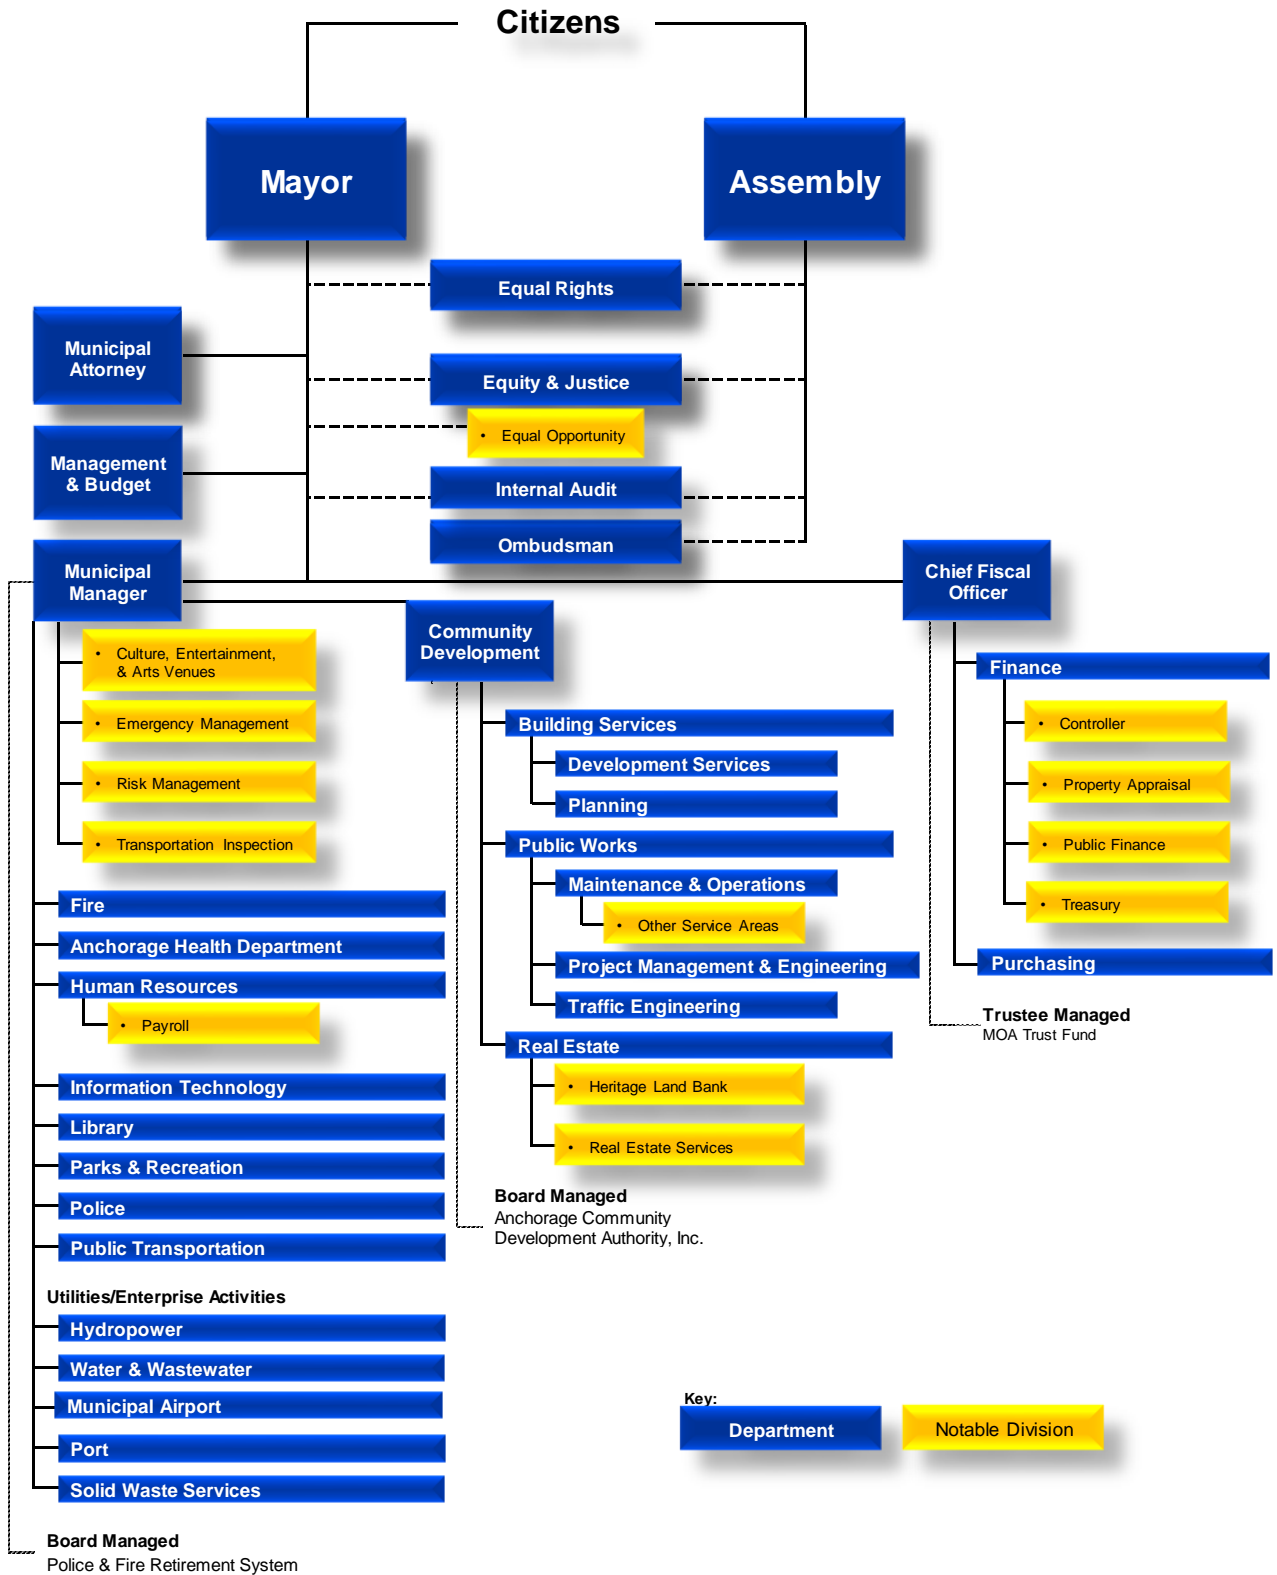 Citizens
Mayor
Assembly
Equal Rights
Municipal
Attorney
Equity & Justice
• Equal Opportunity
Management
& Budget
Internal Audit
Ombudsman
Municipal
Manager
Chief Fiscal
Officer
Community
Development
• Culture, Entertainment,
& Arts Venues
• Emergency Management
• Risk Management
• Transportation Inspection
Fire
Anchorage Health Department
Human Resources
• Payroll
Information Technology
Library
Parks & Recreation
Police
Public Transportation
Utilities/Enterprise Activities
Hydropower
Water & Wastewater
Municipal Airport
Port
Solid Waste Services
Board Managed
Police & Fire Retirement System
Building Services
Development Services
Planning
Public Works
Maintenance & Operations
• Other Service Areas
Project Management & Engineering
Traffic Engineering
Real Estate
• Heritage Land Bank
• Real Estate Services
Board Managed
Anchorage Community
Development Authority, Inc.
Finance
• Controller
• Property Appraisal
• Public Finance
• Treasury
Purchasing
Trustee Managed
MOA Trust Fund
Key:
Department
Notable Division